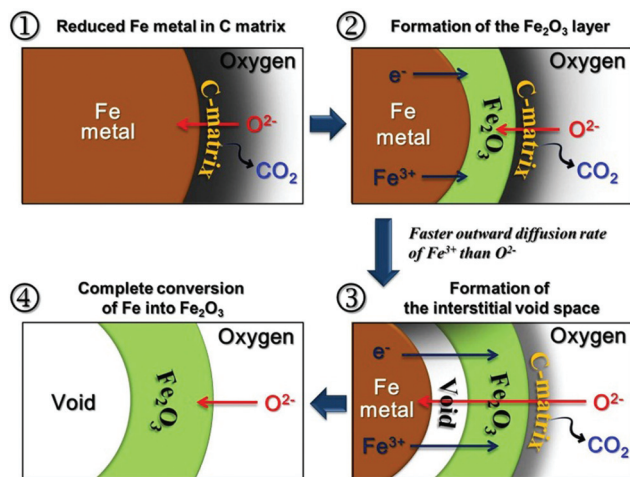 ① Reduced Fe metal in C matrix
Oxygen
Fe
metal
C-matrix
O²⁻
CO₂
② Formation of the Fe₂O₃ layer
Oxygen
e⁻
Fe
metal
Fe₂O₃
C-matrix
O²⁻
Fe³⁺
CO₂
Faster outward diffusion rate
of Fe³⁺ than O²⁻
③ Formation of
the interstitial void space
Oxygen
e⁻
Fe
metal
Void
Fe₂O₃
C-matrix
O²⁻
Fe³⁺
CO₂
④ Complete conversion
of Fe into Fe₂O₃
Oxygen
Void
Fe₂O₃
O²⁻